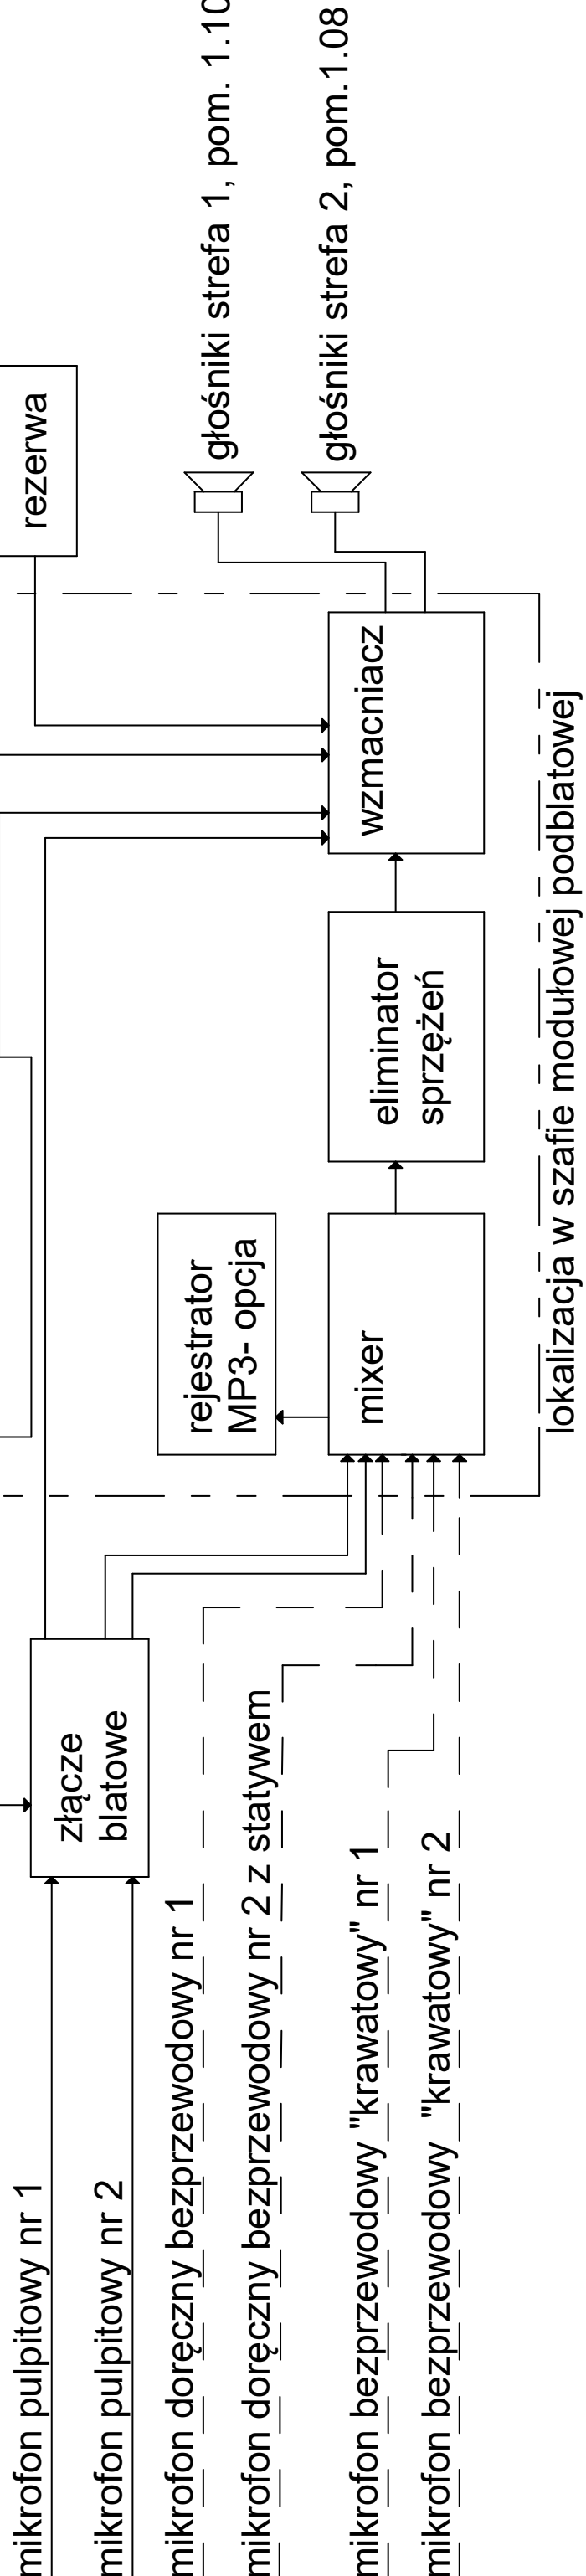 mikrofon pulpitowy nr 1
mikrofon pulpitowy nr 2
mikrofon doręczny bezprzewodowy nr 1
mikrofon doręczny bezprzewodowy nr 2 z statywem
mikrofon bezprzewodowy "krawatowy" nr 1
mikrofon bezprzewodowy "krawatowy" nr 2
złącze
blatowe
rejestrator
MP3- opcja
mixer
eliminator
sprzężeń
wzmacniacz
rezerwa
głośniki strefa 1, pom. 1.10
głośniki strefa 2, pom.1.08
lokalizacja w szafie modułowej podblatowej